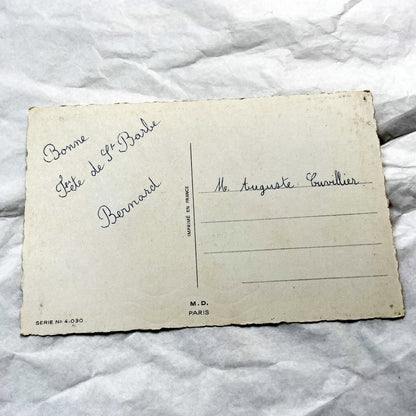 Bonne
Fête de St Barbe
Bernard
IMPRIMÉ EN FRANCE
M. Auguste Cuvillier
M. D.
PARIS
SERIE No 4-030